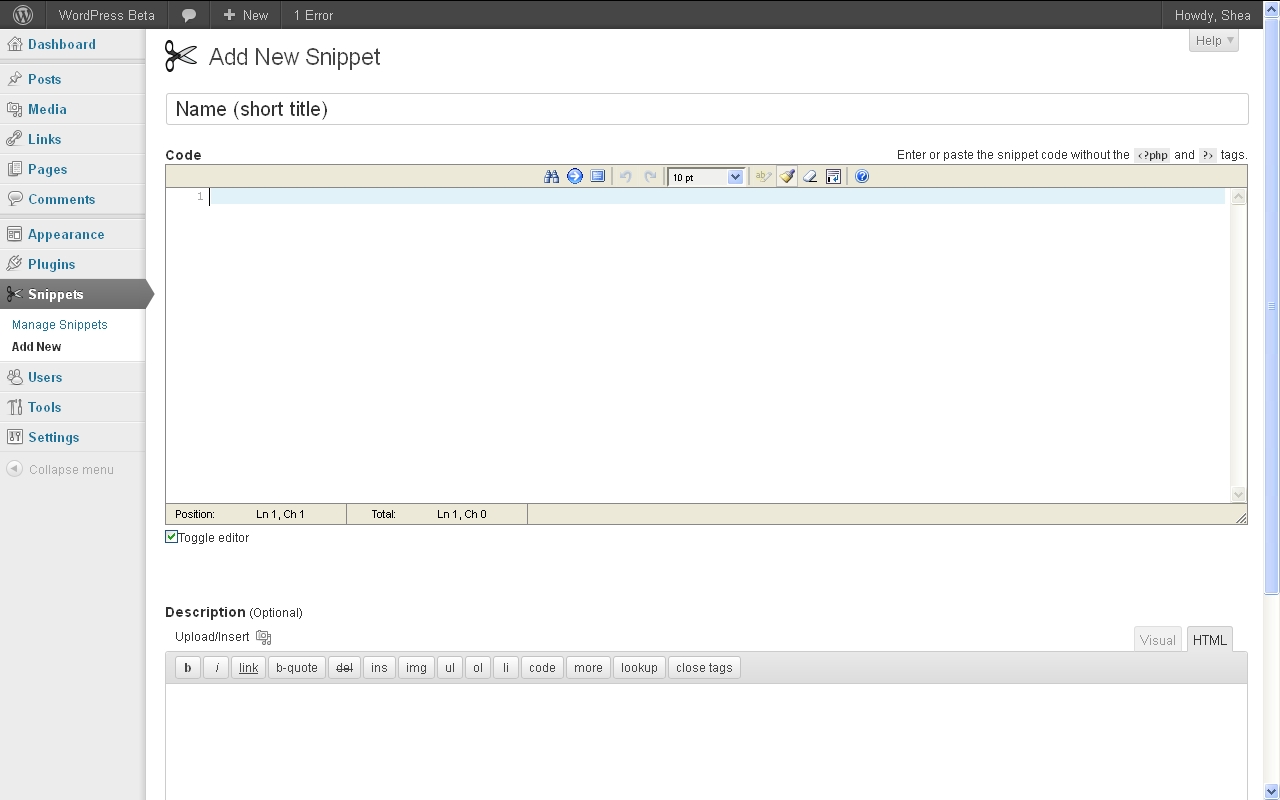 WordPress Beta
New
1 Error
Howdy, Shea
Dashboard
Posts
Media
Links
Pages
Comments
Appearance
Plugins
Snippets
Manage Snippets
Add New
Users
Tools
Settings
Collapse menu
Help
Add New Snippet
Name (short title)
Code
Enter or paste the snippet code without the <?php and ?> tags.
10 pt
ab
1
Position: Ln 1, Ch 1 Total: Ln 1, Ch 0
Toggle editor
Description (Optional)
Upload/Insert
Visual HTML
b i link b-quote del ins img ul ol li code more lookup close tags